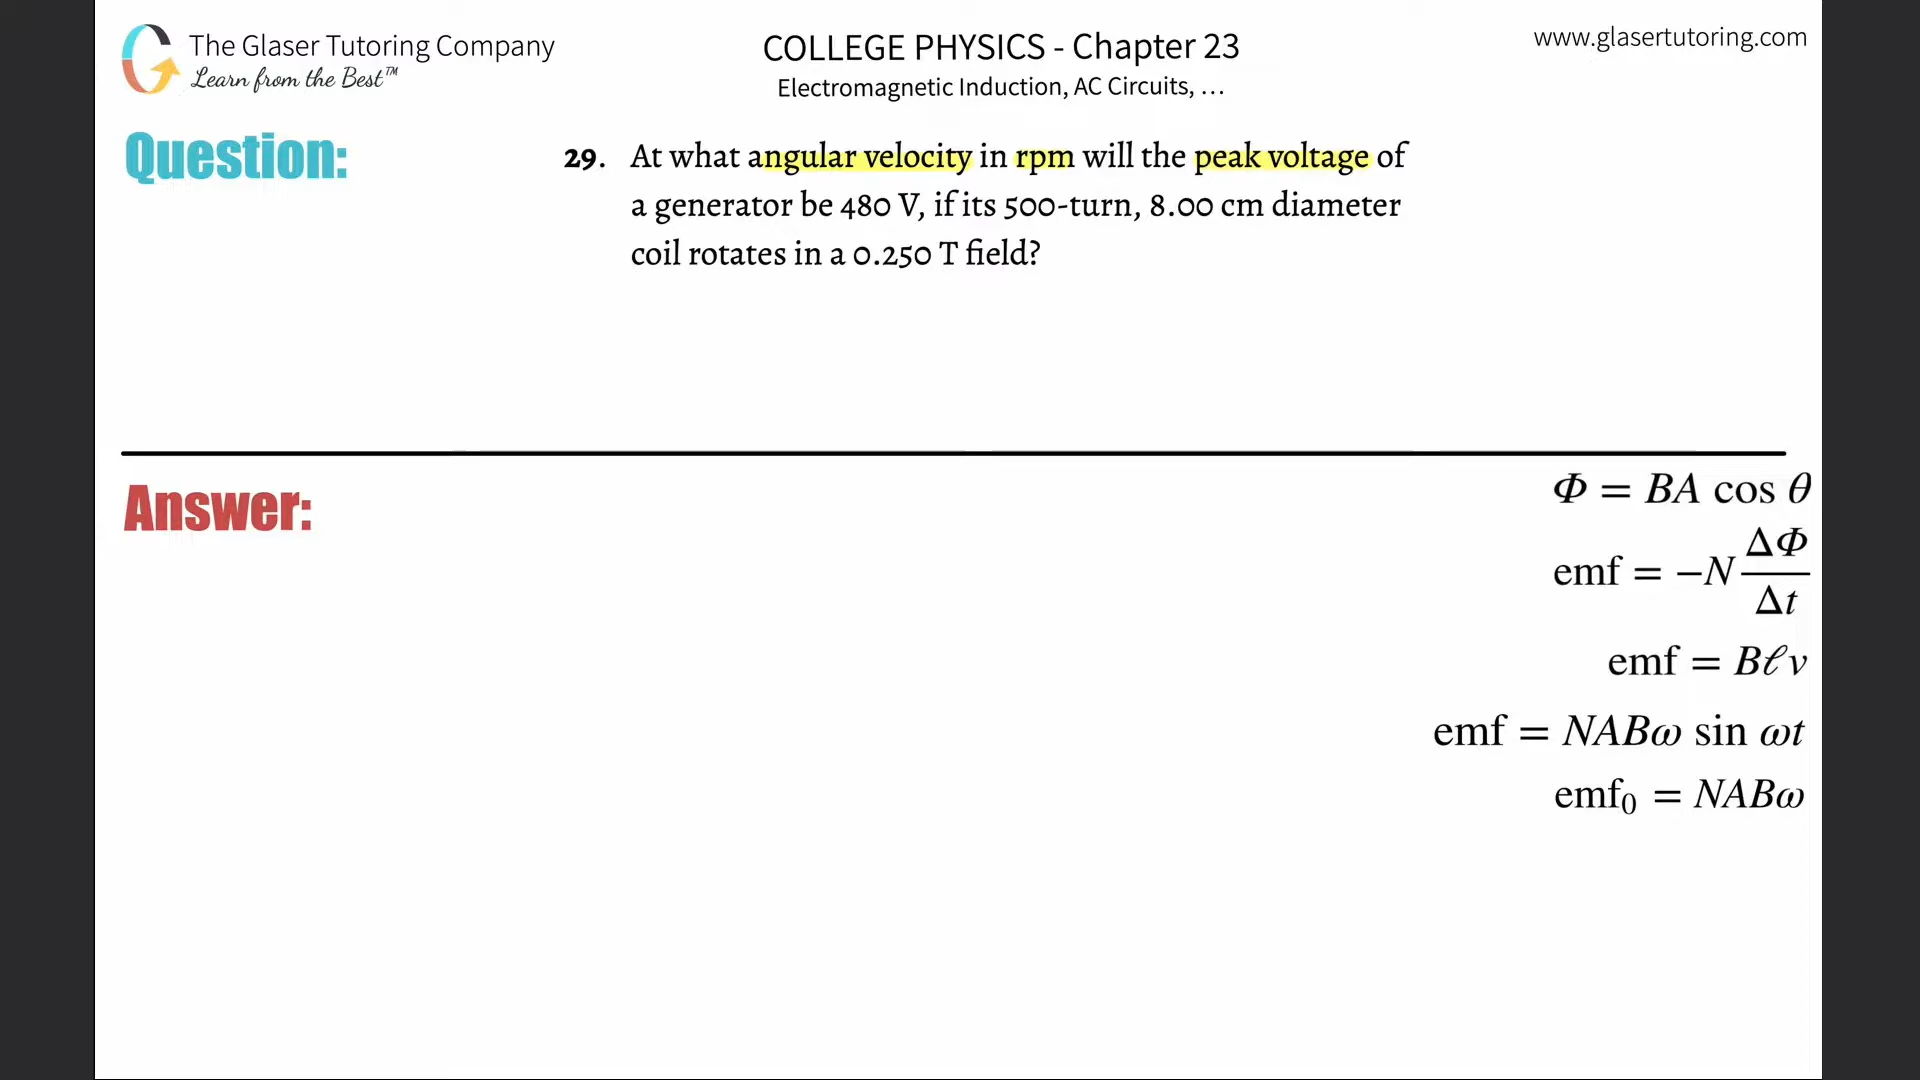 The Glaser Tutoring Company
Learn from the Best™
COLLEGE PHYSICS - Chapter 23
Electromagnetic Induction, AC Circuits, …
www.glasertutoring.com
Question:
29. At what angular velocity in rpm will the peak voltage of
a generator be 480 V, if its 500-turn, 8.00 cm diameter
coil rotates in a 0.250 T field?
Answer:
Φ = BA cos θ
emf = −N ΔΦ/Δt
emf = Bℓv
emf = NABω sin ωt
emf₀ = NABω